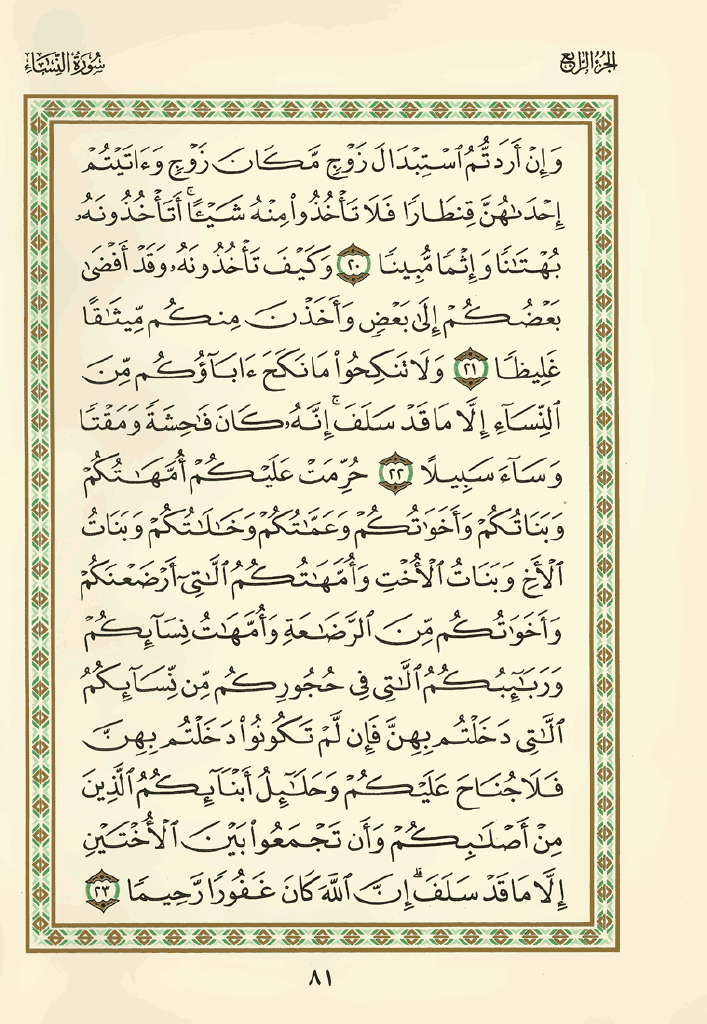 الجزء الرابع
سورة النساء
وَإِنْ أَرَدتُّمُ ٱسْتِبْدَالَ زَوْجٍ مَّكَانَ زَوْجٍ وَءَاتَيْتُمْ
إِحْدَىٰهُنَّ قِنطَارًا فَلَا تَأْخُذُوا۟ مِنْهُ شَيْـًٔا ۚ أَتَأْخُذُونَهُۥ
بُهْتَـٰنًا وَإِثْمًا مُّبِينًا ٢٠ وَكَيْفَ تَأْخُذُونَهُۥ وَقَدْ أَفْضَىٰ
بَعْضُكُمْ إِلَىٰ بَعْضٍ وَأَخَذْنَ مِنكُم مِّيثَـٰقًا
غَلِيظًا ٢١ وَلَا تَنكِحُوا۟ مَا نَكَحَ ءَابَآؤُكُم مِّنَ
ٱلنِّسَآءِ إِلَّا مَا قَدْ سَلَفَ ۚ إِنَّهُۥ كَانَ فَـٰحِشَةً وَمَقْتًا
وَسَآءَ سَبِيلًا ٢٢ حُرِّمَتْ عَلَيْكُمْ أُمَّهَـٰتُكُمْ
وَبَنَاتُكُمْ وَأَخَوَٰتُكُمْ وَعَمَّـٰتُكُمْ وَخَـٰلَـٰتُكُمْ وَبَنَاتُ
ٱلْأَخِ وَبَنَاتُ ٱلْأُخْتِ وَأُمَّهَـٰتُكُمُ ٱلَّـٰتِىٓ أَرْضَعْنَكُمْ
وَأَخَوَٰتُكُم مِّنَ ٱلرَّضَـٰعَةِ وَأُمَّهَـٰتُ نِسَآئِكُمْ
وَرَبَـٰٓئِبُكُمُ ٱلَّـٰتِى فِى حُجُورِكُم مِّن نِّسَآئِكُمُ
ٱلَّـٰتِى دَخَلْتُم بِهِنَّ فَإِن لَّمْ تَكُونُوا۟ دَخَلْتُم بِهِنَّ
فَلَا جُنَاحَ عَلَيْكُمْ وَحَلَـٰٓئِلُ أَبْنَآئِكُمُ ٱلَّذِينَ
مِنْ أَصْلَـٰبِكُمْ وَأَن تَجْمَعُوا۟ بَيْنَ ٱلْأُخْتَيْنِ
إِلَّا مَا قَدْ سَلَفَ ۗ إِنَّ ٱللَّهَ كَانَ غَفُورًا رَّحِيمًا ٢٣
٨١